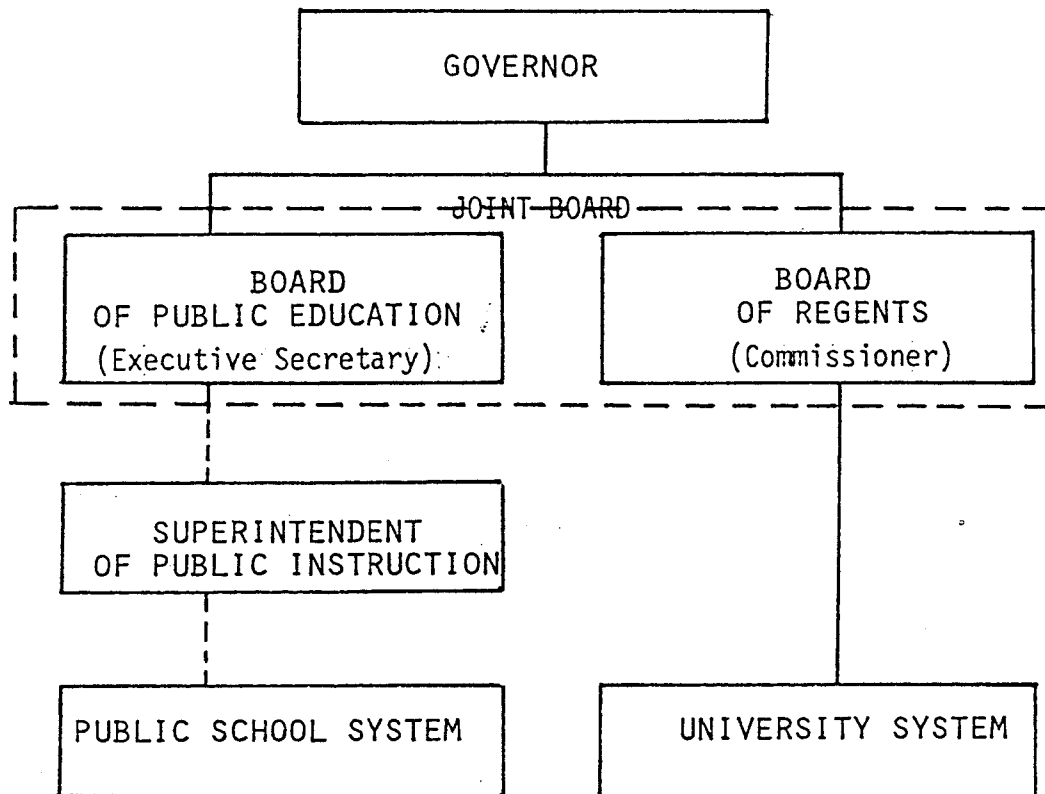 GOVERNOR
JOINT BOARD
BOARD
OF PUBLIC EDUCATION
(Executive Secretary)
BOARD
OF REGENTS
(Commissioner)
SUPERINTENDENT
OF PUBLIC INSTRUCTION
PUBLIC SCHOOL SYSTEM
UNIVERSITY SYSTEM